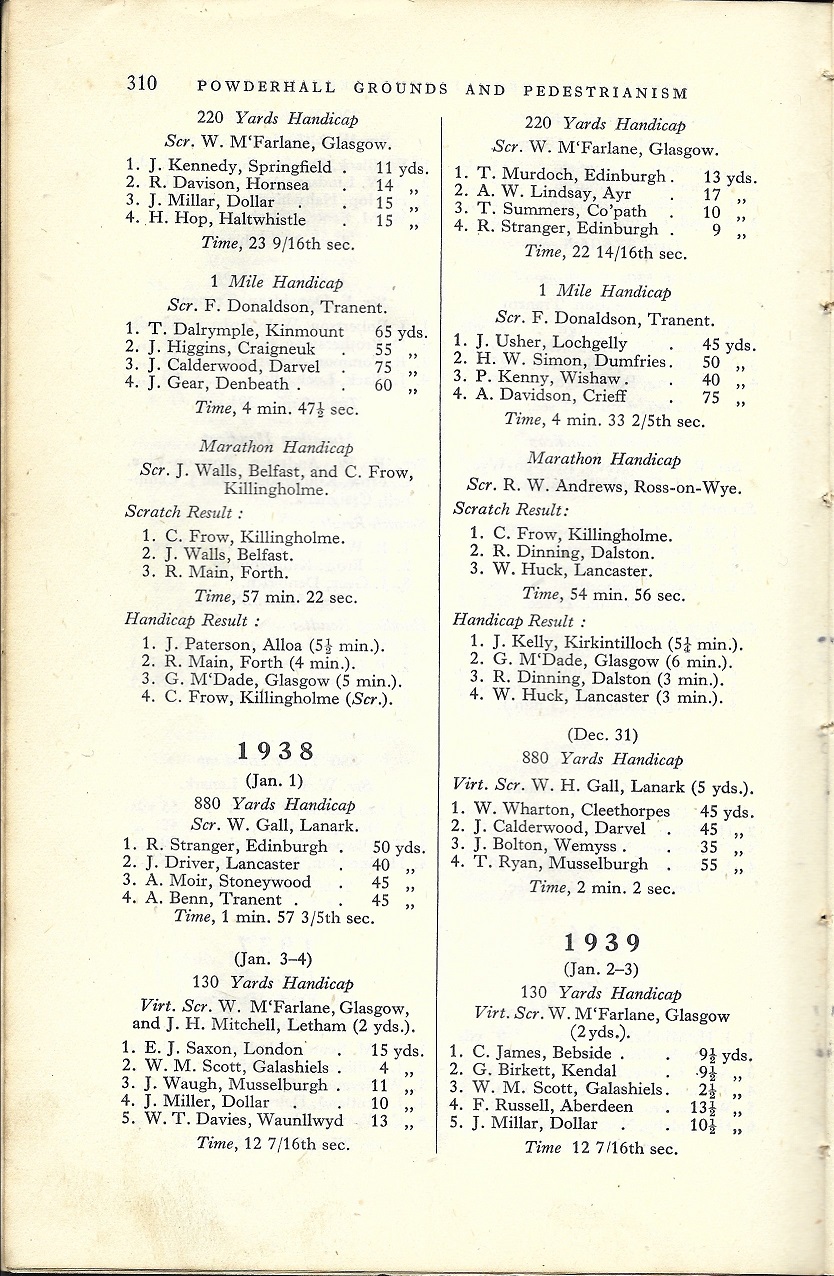 310 POWDERHALL GROUNDS AND PEDESTRIANISM
220 Yards Handicap
Scr. W. M‘Farlane, Glasgow.
1. J. Kennedy, Springfield . 11 yds.
2. R. Davison, Hornsea . 14 ,,
3. J. Millar, Dollar . . 15 ,,
4. H. Hop, Haltwhistle . 15 ,,
Time, 23 9/16th sec.
1 Mile Handicap
Scr. F. Donaldson, Tranent.
1. T. Dalrymple, Kinmount 65 yds.
2. J. Higgins, Craigneuk . 55 ,,
3. J. Calderwood, Darvel . 75 ,,
4. J. Gear, Denbeath . . 60 ,,
Time, 4 min. 47½ sec.
Marathon Handicap
Scr. J. Walls, Belfast, and C. Frow,
Killingholme.
Scratch Result :
1. C. Frow, Killingholme.
2. J. Walls, Belfast.
3. R. Main, Forth.
Time, 57 min. 22 sec.
Handicap Result :
1. J. Paterson, Alloa (5½ min.).
2. R. Main, Forth (4 min.).
3. G. M‘Dade, Glasgow (5 min.).
4. C. Frow, Killingholme (Scr.).
1938
(Jan. 1)
880 Yards Handicap
Scr. W. Gall, Lanark.
1. R. Stranger, Edinburgh . 50 yds.
2. J. Driver, Lancaster . 40 ,,
3. A. Moir, Stoneywood . 45 ,,
4. A. Benn, Tranent . . 45 ,,
Time, 1 min. 57 3/5th sec.
(Jan. 3–4)
130 Yards Handicap
Virt. Scr. W. M‘Farlane, Glasgow,
and J. H. Mitchell, Letham (2 yds.).
1. E. J. Saxon, London . 15 yds.
2. W. M. Scott, Galashiels . 4 ,,
3. J. Waugh, Musselburgh . 11 ,,
4. J. Miller, Dollar . . 10 ,,
5. W. T. Davies, Waunllwyd 13 ,,
Time, 12 7/16th sec.
220 Yards Handicap
Scr. W. M‘Farlane, Glasgow.
1. T. Murdoch, Edinburgh . 13 yds.
2. A. W. Lindsay, Ayr . 17 ,,
3. T. Summers, Co’path . 10 ,,
4. R. Stranger, Edinburgh . 9 ,,
Time, 22 14/16th sec.
1 Mile Handicap
Scr. F. Donaldson, Tranent.
1. J. Usher, Lochgelly . 45 yds.
2. H. W. Simon, Dumfries . 50 ,,
3. P. Kenny, Wishaw . . 40 ,,
4. A. Davidson, Crieff . 75 ,,
Time, 4 min. 33 2/5th sec.
Marathon Handicap
Scr. R. W. Andrews, Ross-on-Wye.
Scratch Result :
1. C. Frow, Killingholme.
2. R. Dinning, Dalston.
3. W. Huck, Lancaster.
Time, 54 min. 56 sec.
Handicap Result :
1. J. Kelly, Kirkintilloch (5¼ min.).
2. G. M‘Dade, Glasgow (6 min.).
3. R. Dinning, Dalston (3 min.).
4. W. Huck, Lancaster (3 min.).
(Dec. 31)
880 Yards Handicap
Virt. Scr. W. H. Gall, Lanark (5 yds.).
1. W. Wharton, Cleethorpes 45 yds.
2. J. Calderwood, Darvel . 45 ,,
3. J. Bolton, Wemyss . . 35 ,,
4. T. Ryan, Musselburgh . 55 ,,
Time, 2 min. 2 sec.
1939
(Jan. 2–3)
130 Yards Handicap
Virt. Scr. W. M‘Farlane, Glasgow
(2 yds.).
1. C. James, Bebside . . 9½ yds.
2. G. Birkett, Kendal . 9½ ,,
3. W. M. Scott, Galashiels . 2½ ,,
4. F. Russell, Aberdeen . 13½ ,,
5. J. Millar, Dollar . . 10½ ,,
Time 12 7/16th sec.